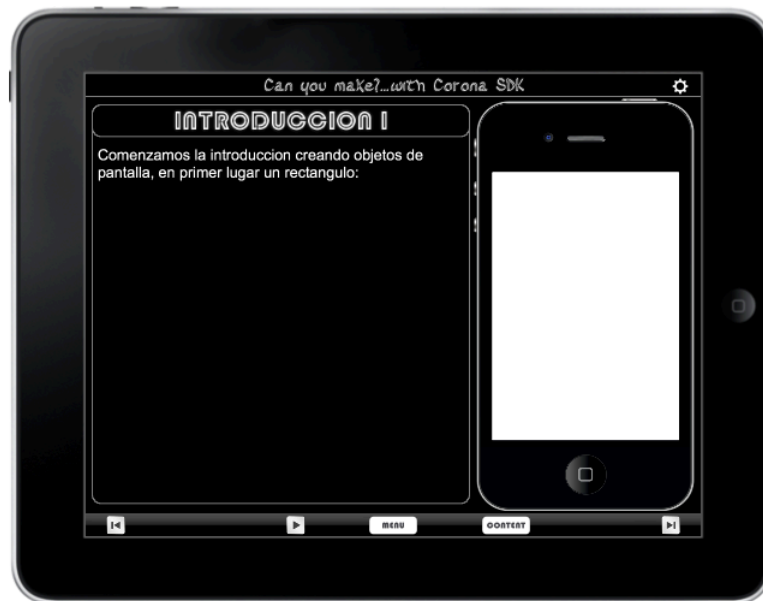 Can you make?...with Corona SDK
INTRODUCCION I
Comenzamos la introduccion creando objetos de
pantalla, en primer lugar un rectangulo:
MENU
CONTENT